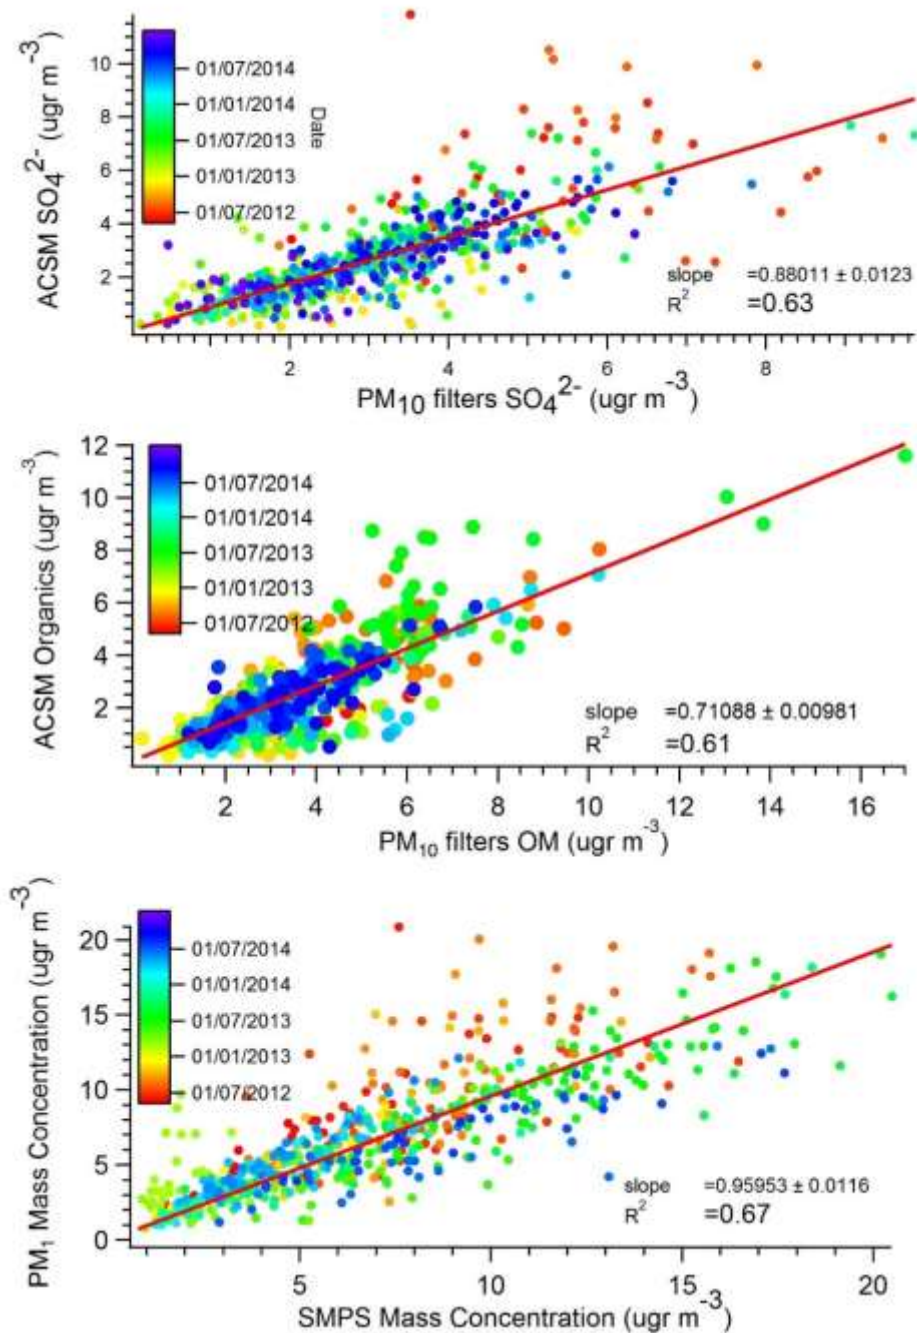 ACSM SO₄²⁻ (ugr m⁻³)
10
8
6
4
2
01/07/2014
01/01/2014
01/07/2013
01/01/2013
01/07/2012
Date
slope =0.88011 ± 0.0123
R² =0.63
2 4 6 8
PM₁₀ filters SO₄²⁻ (ugr m⁻³)
ACSM Organics (ugr m⁻³)
12
10
8
6
4
2
01/07/2014
01/01/2014
01/07/2013
01/01/2013
01/07/2012
slope =0.71088 ± 0.00981
R² =0.61
2 4 6 8 10 12 14 16
PM₁₀ filters OM (ugr m⁻³)
PM₁ Mass Concentration (ugr m⁻³)
20
15
10
5
0
01/07/2014
01/01/2014
01/07/2013
01/01/2013
01/07/2012
slope =0.95953 ± 0.0116
R² =0.67
5 10 15 20
SMPS Mass Concentration (ugr m⁻³)